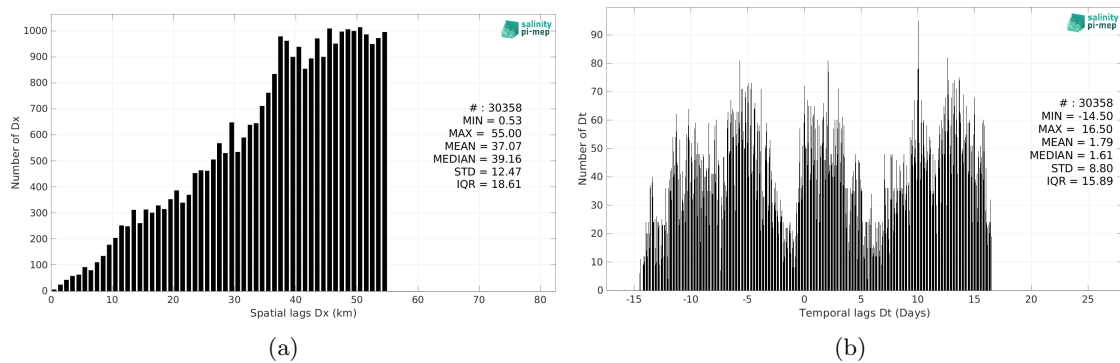 1000
900
800
700
600
500
400
300
200
100
0
Number of Dx
0 10 20 30 40 50 60 70 80
Spatial lags Dx (km)
salinity
pi-mep
# : 30358
MIN = 0.53
MAX = 55.00
MEAN = 37.07
MEDIAN = 39.16
STD = 12.47
IQR = 18.61
(a)
90
80
70
60
50
40
30
20
10
0
Number of Dt
-15 -10 -5 0 5 10 15 20 25
Temporal lags Dt (Days)
salinity
pi-mep
# : 30358
MIN = -14.50
MAX = 16.50
MEAN = 1.79
MEDIAN = 1.61
STD = 8.80
IQR = 15.89
(b)